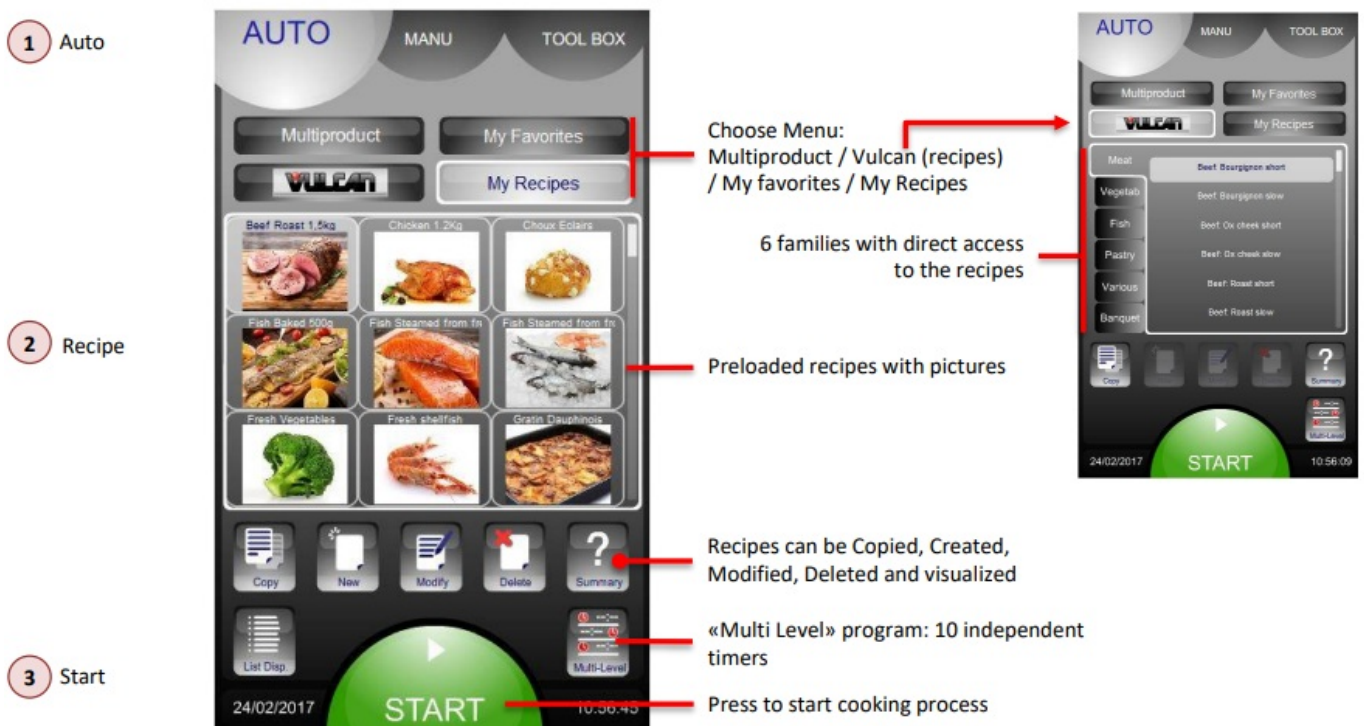 1 Auto
AUTO MANU TOOL BOX
Multiproduct My Favorites
VULCAN My Recipes
Beef Roast 1,5kg Chicken 1.2Kg Choux Eclairs
Fish Baked 500g Fish Steamed from fr Fish Steamed from fr
Fresh Vegetables Fresh shellfish Gratin Dauphinois
2 Recipe
Copy New Modify Delete Summary
List Disp. Multi-Level
3 Start
START
24/02/2017 10:56:45
Choose Menu:
Multiproduct / Vulcan (recipes)
/ My favorites / My Recipes
6 families with direct access
to the recipes
Preloaded recipes with pictures
Recipes can be Copied, Created,
Modified, Deleted and visualized
«Multi Level» program: 10 independent
timers
Press to start cooking process
AUTO MANU TOOL BOX
Multiproduct My Favorites
VULCAN My Recipes
Meat
Vegetab
Fish
Pastry
Various
Banquet
Beef: Bourgignon short
Beef: Bourgignon slow
Beef: Ox cheek short
Beef: Ox cheek slow
Beef: Roast short
Beef: Roast slow
Copy Summary
Multi-Level
START
24/02/2017 10:56:09